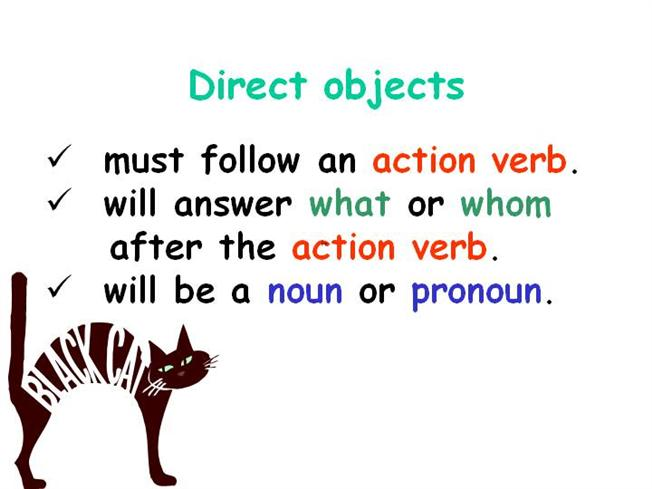 Direct objects
✓ must follow an action verb.
✓ will answer what or whom
after the action verb.
✓ will be a noun or pronoun.
BLACK CAT